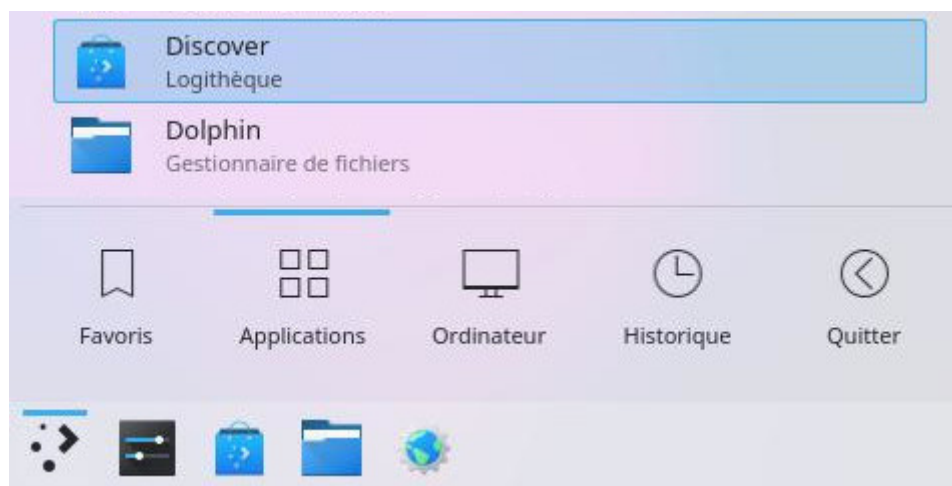 Discover
Logithèque
Dolphin
Gestionnaire de fichiers
Favoris Applications Ordinateur Historique Quitter